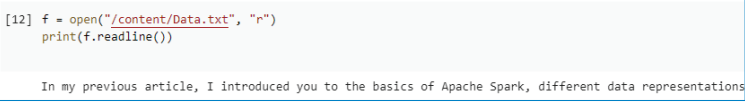 [12] f = open("/content/Data.txt", "r")
print(f.readline())
In my previous article, I introduced you to the basics of Apache Spark, different data representations